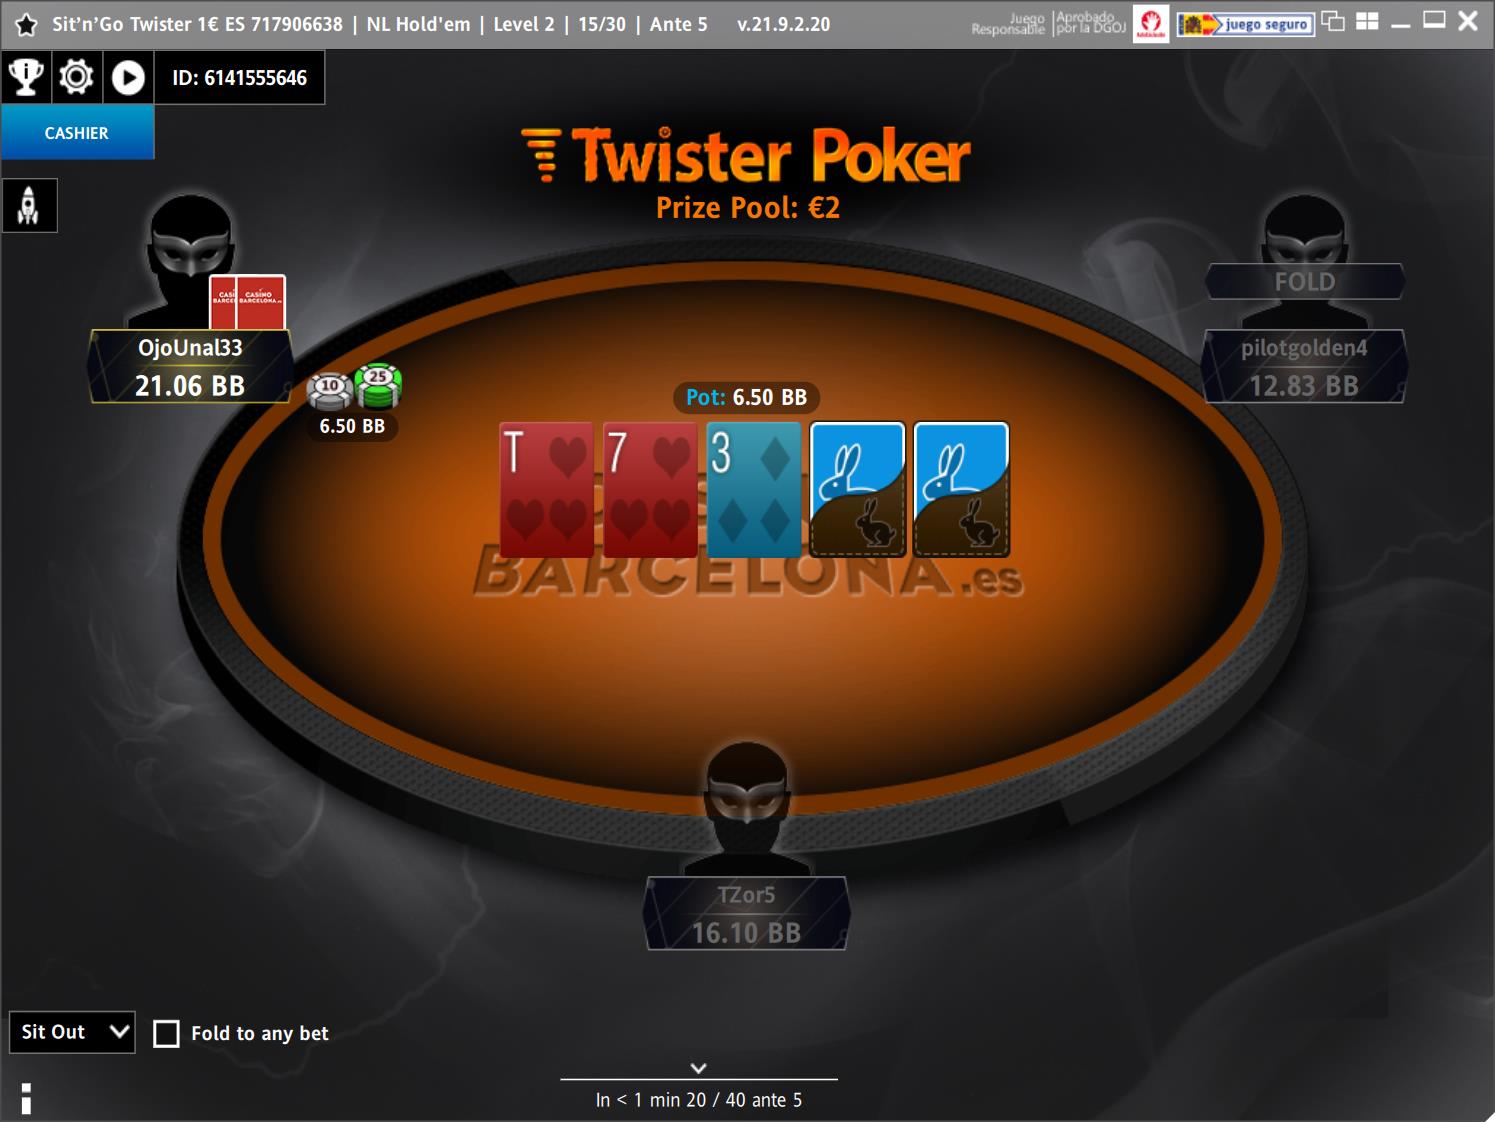 Sit'n'Go Twister 1€ ES 717906638 | NL Hold'em | Level 2 | 15/30 | Ante 5 v.21.9.2.20
Juego Responsable
Aprobado por la DGOJ
juego seguro
ID: 6141555646
CASHIER
Twister Poker
Prize Pool: €2
CASINO
BARCELONA.es
FOLD
OjoUnal33
21.06 BB
pilotgolden4
12.83 BB
10
25
6.50 BB
Pot: 6.50 BB
T
7
3
BARCELONA.es
TZor5
16.10 BB
Sit Out
Fold to any bet
In < 1 min 20 / 40 ante 5